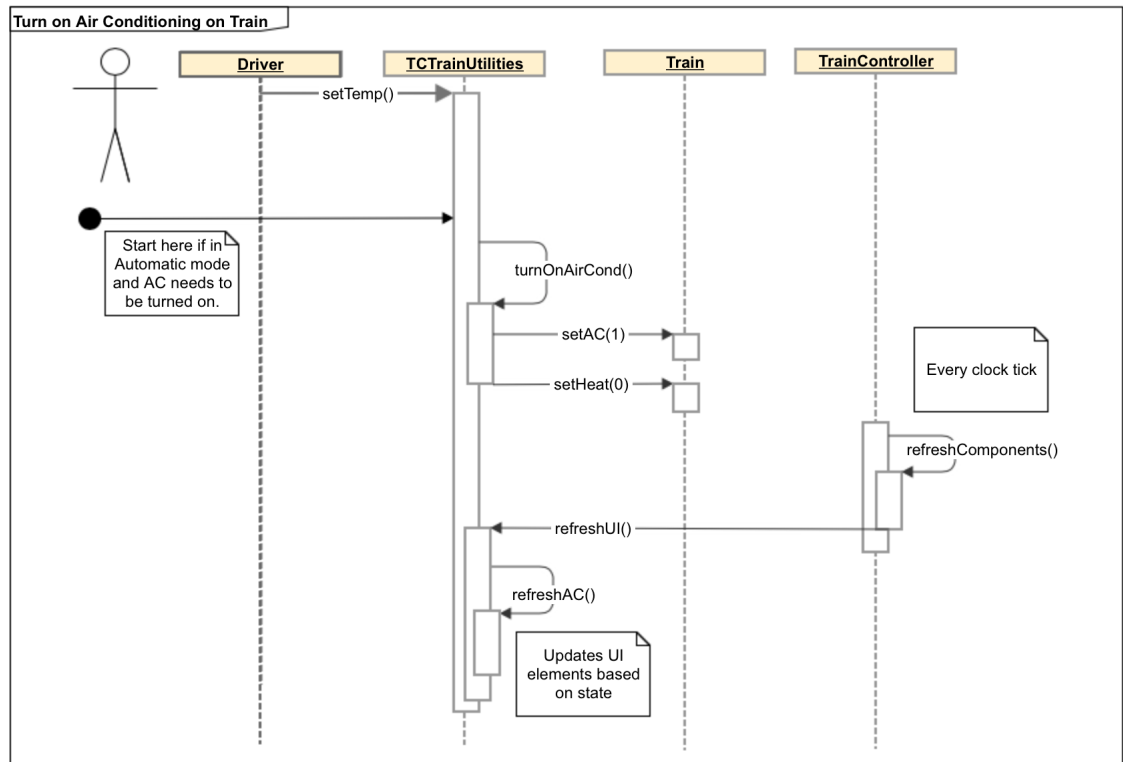 Turn on Air Conditioning on Train
Driver
TCTrainUtilities
Train
TrainController
setTemp()
Start here if in
Automatic mode
and AC needs to
be turned on.
turnOnAirCond()
setAC(1)
Every clock tick
setHeat(0)
refreshComponents()
refreshUI()
refreshAC()
Updates UI
elements based
on state